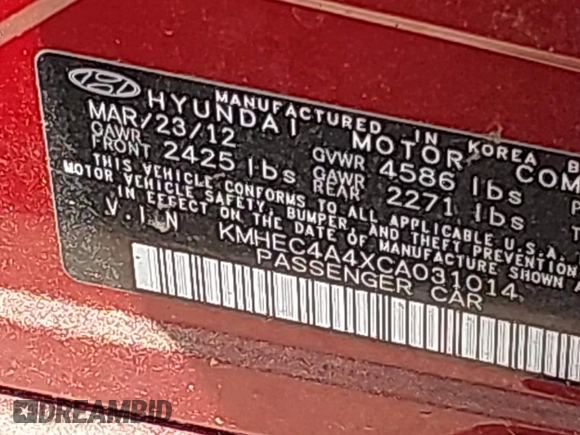 MANUFACTURED IN KOREA B
HYUNDAI MOTOR COM
MAR/23/12
GAWR FRONT 2425 lbs
GVWR 4586 lbs
GAWR REAR 2271 lbs
THIS VEHICLE CONFORMS TO ALL APPLICABLE U.S.A.
MOTOR VEHICLE SAFETY, BUMPER, AND THEFT PREVENTION
IN EFFECT ON THE DATE OF MANUFACTURE SHOWN A
V.I.N KMHEC4A4XCA031014
PASSENGER CAR
DREAMBID